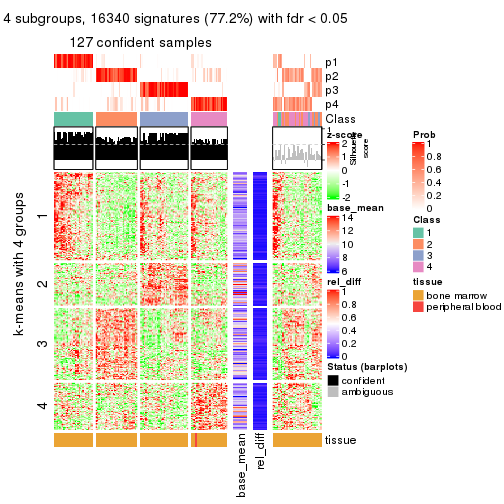 4 subgroups, 16340 signatures (77.2%) with fdr < 0.05
127 confident samples
p1
p2
p3
p4
Class
1
Silhouette score
k-means with 4 groups
1
2
3
4
tissue
base_mean
rel_diff
z-score
2
1
0
-1
-2
base_mean
14
12
10
8
6
rel_diff
1
0.8
0.6
0.4
0.2
0
Status (barplots)
confident
ambiguous
Prob
1
0.8
0.6
0.4
0.2
0
Class
1
2
3
4
tissue
bone marrow
peripheral blood